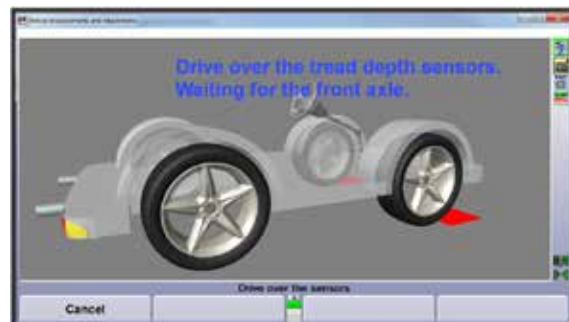 Drive over the tread depth sensors.
Waiting for the front axle.
Drive over the sensors
Cancel